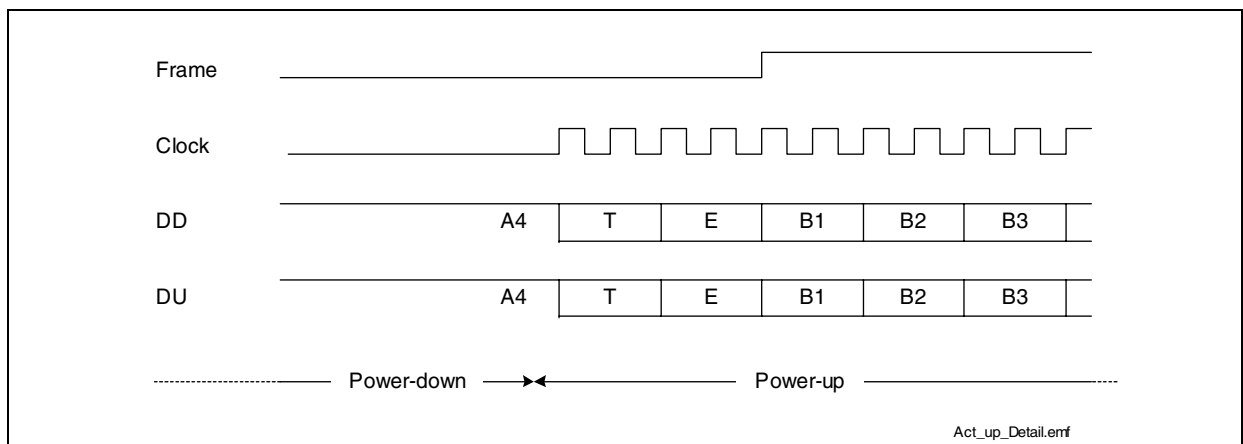 Frame
Clock
DD A4 T E B1 B2 B3
DU A4 T E B1 B2 B3
Power-down Power-up
Act_up_Detail.emf